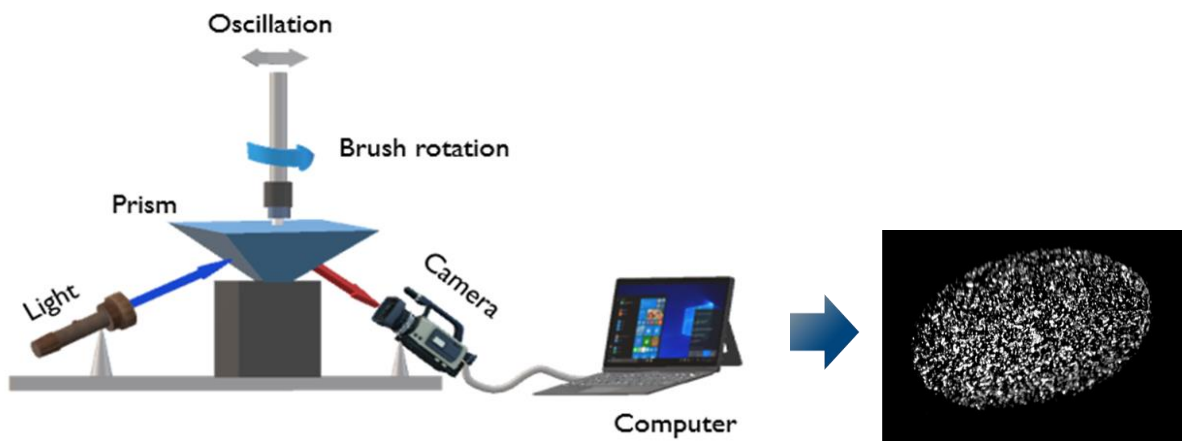 Oscillation
Brush rotation
Prism
Light
Camera
Computer